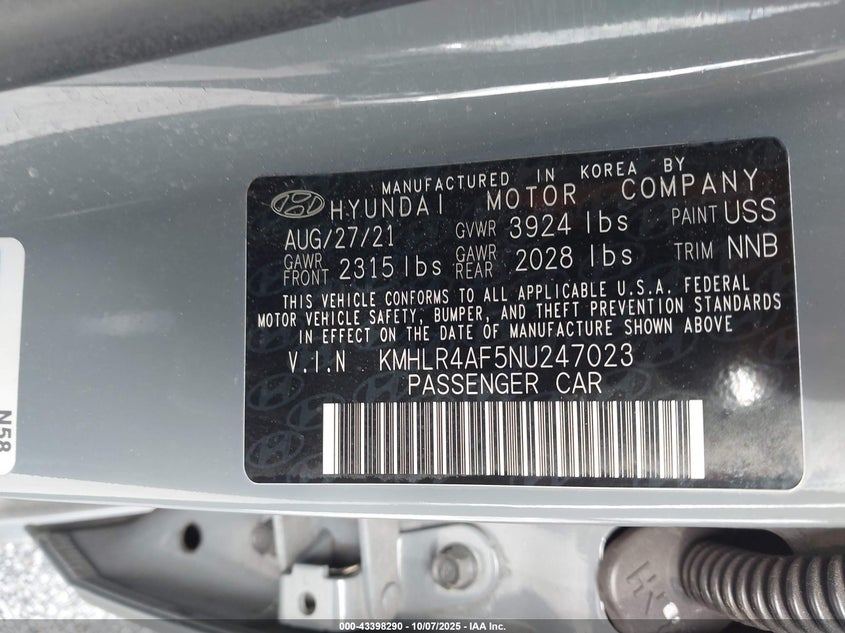 MANUFACTURED IN KOREA BY
HYUNDAI MOTOR COMPANY
AUG/27/21 GVWR 3924 lbs PAINT USS
GAWR FRONT 2315 lbs GAWR REAR 2028 lbs TRIM NNB
THIS VEHICLE CONFORMS TO ALL APPLICABLE U.S.A. FEDERAL
MOTOR VEHICLE SAFETY, BUMPER, AND THEFT PREVENTION STANDARDS
IN EFFECT ON THE DATE OF MANUFACTURE SHOWN ABOVE
V.I.N KMHLR4AF5NU247023
PASSENGER CAR
N58
000-43398290 - 10/07/2025 - IAA Inc.